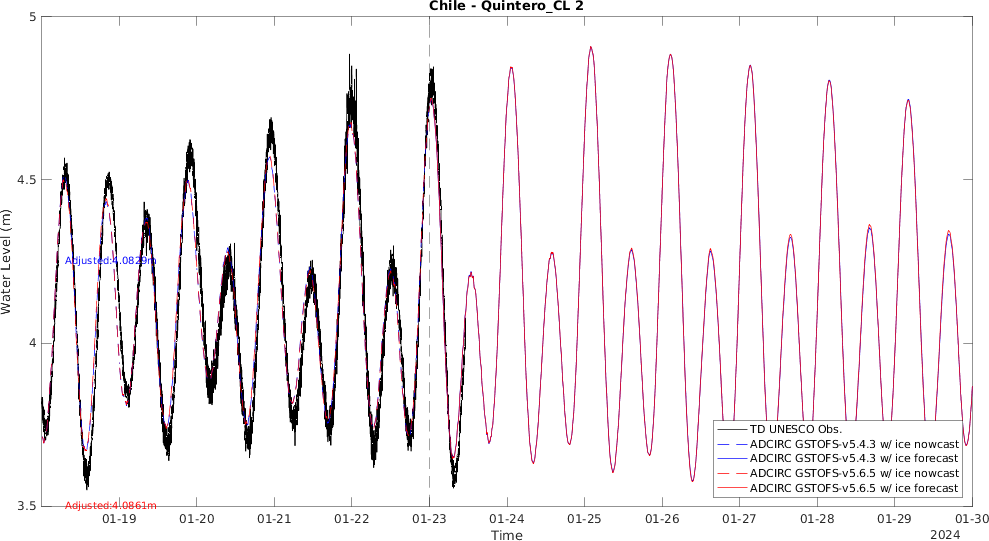 Chile - Quintero_CL 2
5
4.5
4
3.5
Water Level (m)
Adjusted:4.0829m
Adjusted:4.0861m
TD UNESCO Obs.
ADCIRC GSTOFS-v5.4.3 w/ ice nowcast
ADCIRC GSTOFS-v5.4.3 w/ ice forecast
ADCIRC GSTOFS-v5.6.5 w/ ice nowcast
ADCIRC GSTOFS-v5.6.5 w/ ice forecast
01-19 01-20 01-21 01-22 01-23 01-24 01-25 01-26 01-27 01-28 01-29 01-30
Time
2024